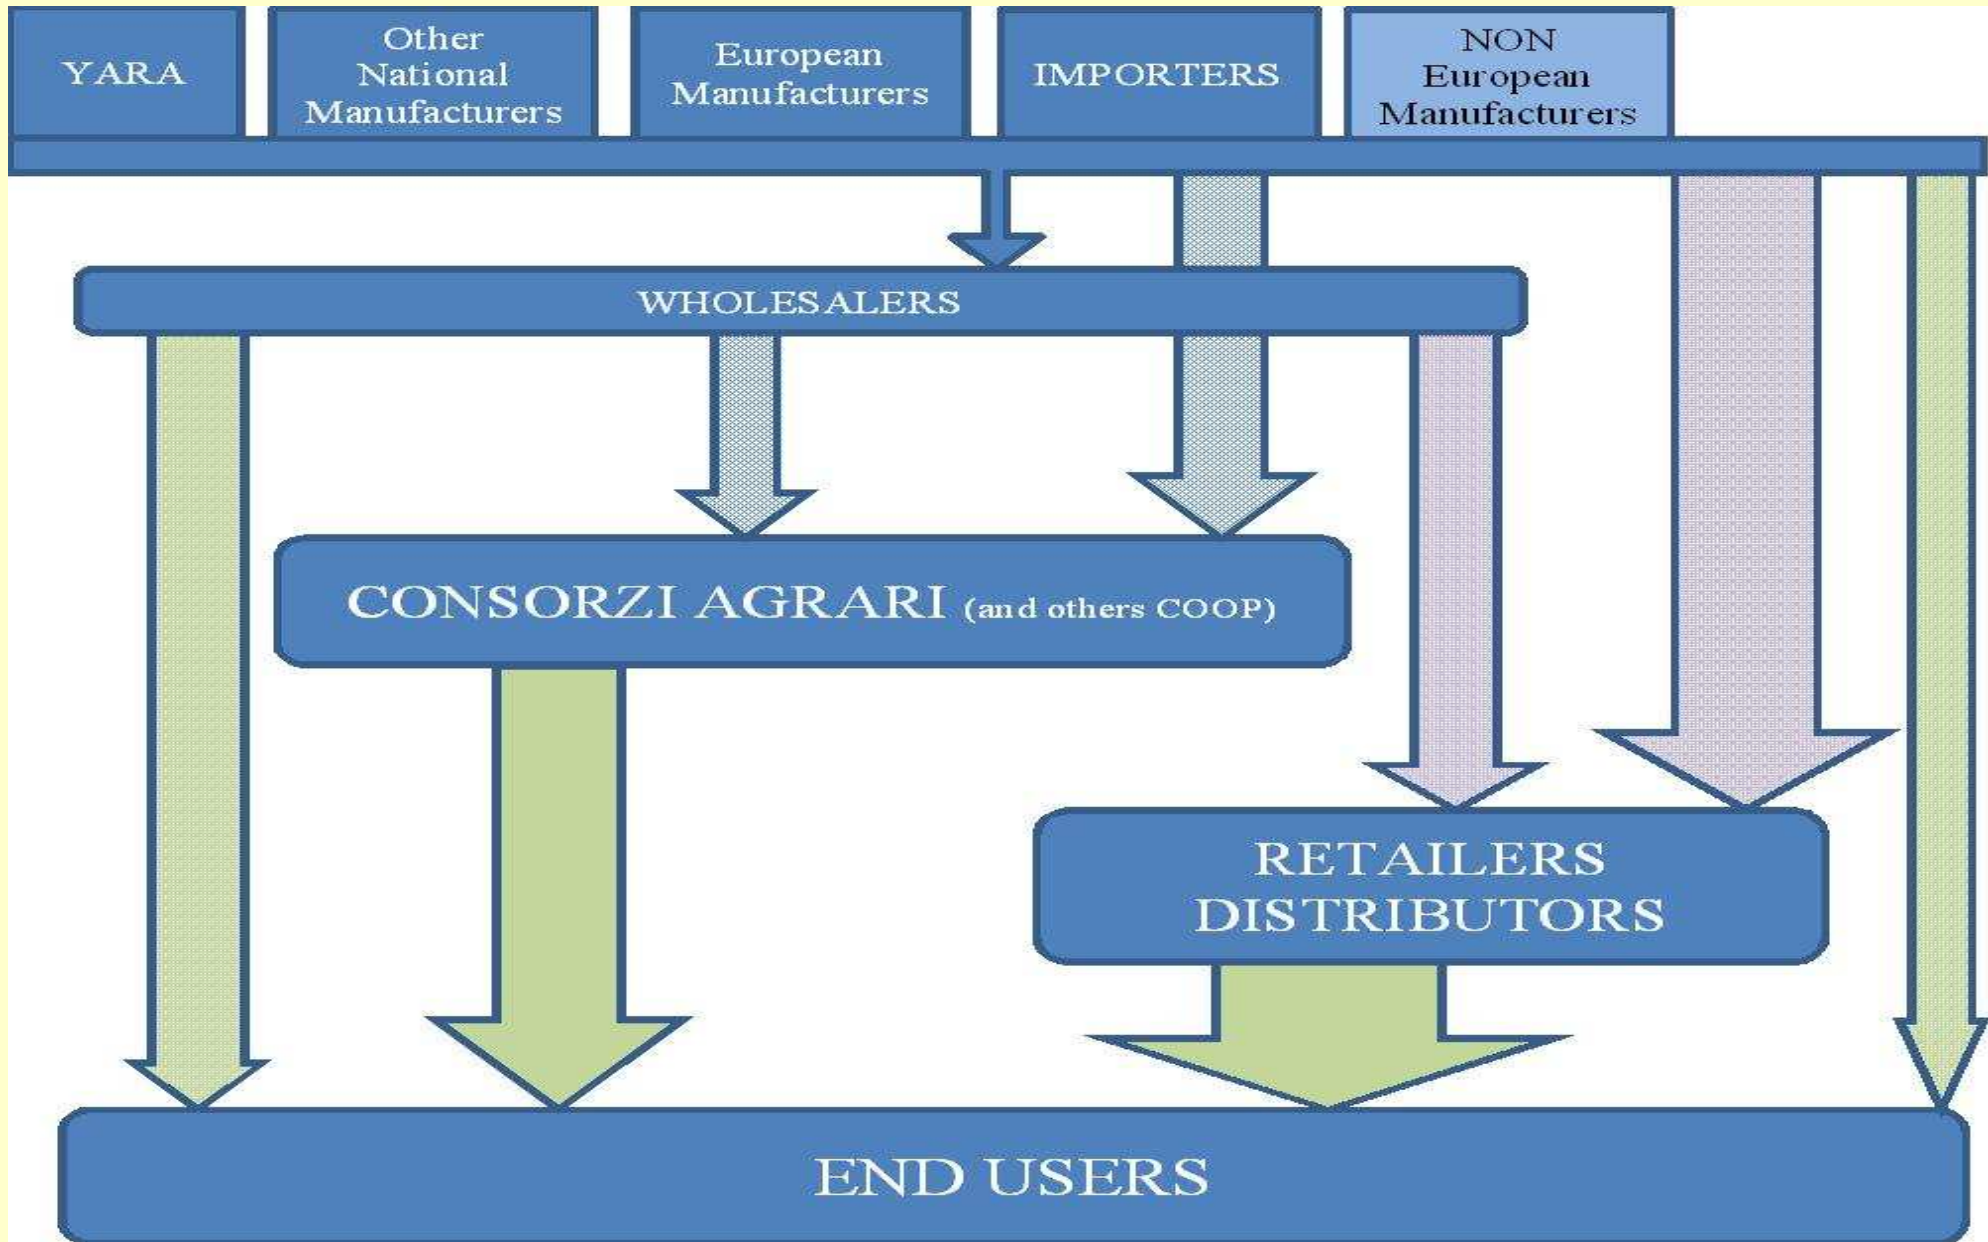 YARA
Other
National
Manufacturers
European
Manufacturers
IMPORTERS
NON
European
Manufacturers
WHOLESALERS
CONSORZI AGRARI (and others COOP)
RETAILERS
DISTRIBUTORS
END USERS